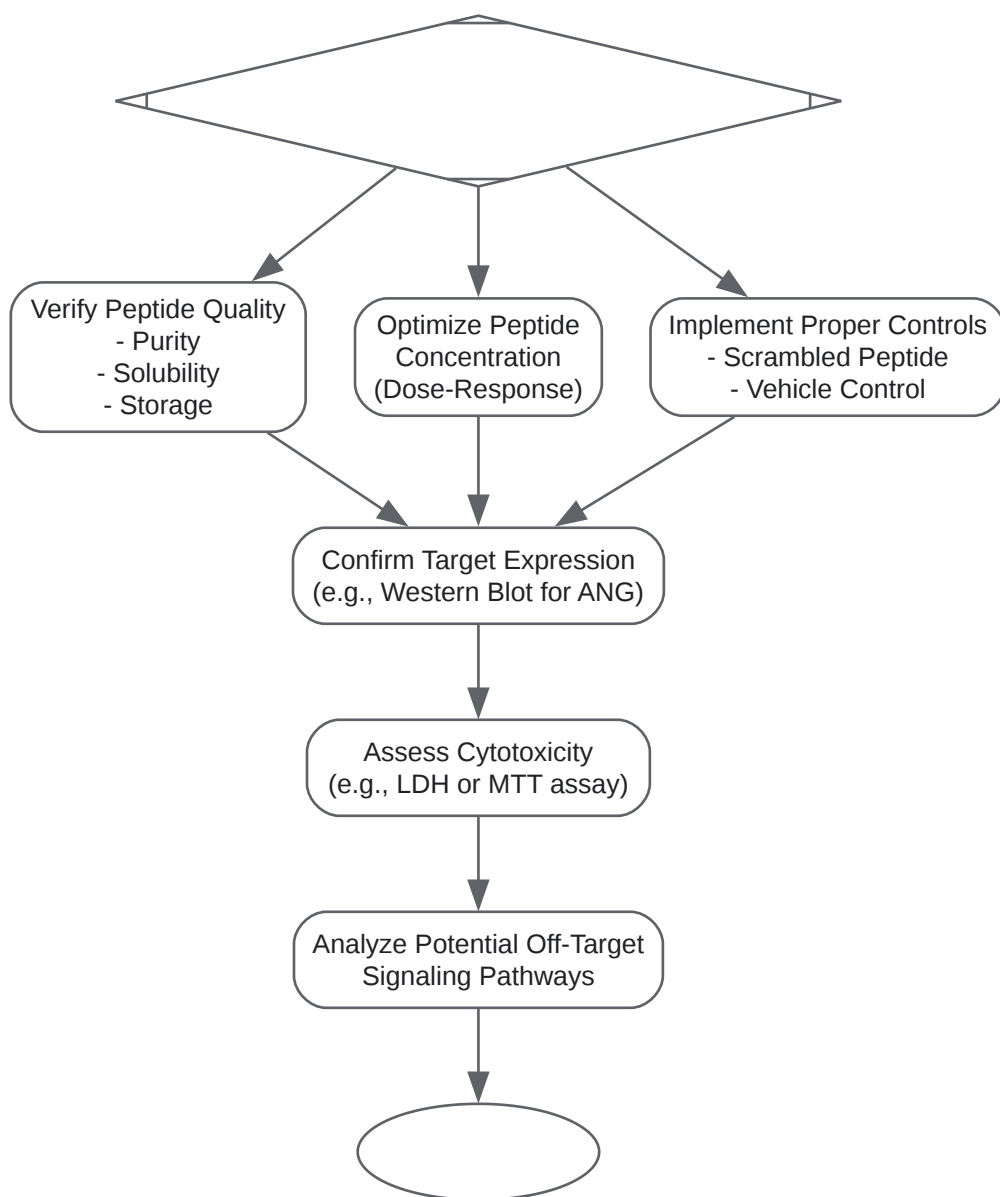 Verify Peptide Quality
- Purity
- Solubility
- Storage
Optimize Peptide
Concentration
(Dose-Response)
Implement Proper Controls
- Scrambled Peptide
- Vehicle Control
Confirm Target Expression
(e.g., Western Blot for ANG)
Assess Cytotoxicity
(e.g., LDH or MTT assay)
Analyze Potential Off-Target
Signaling Pathways